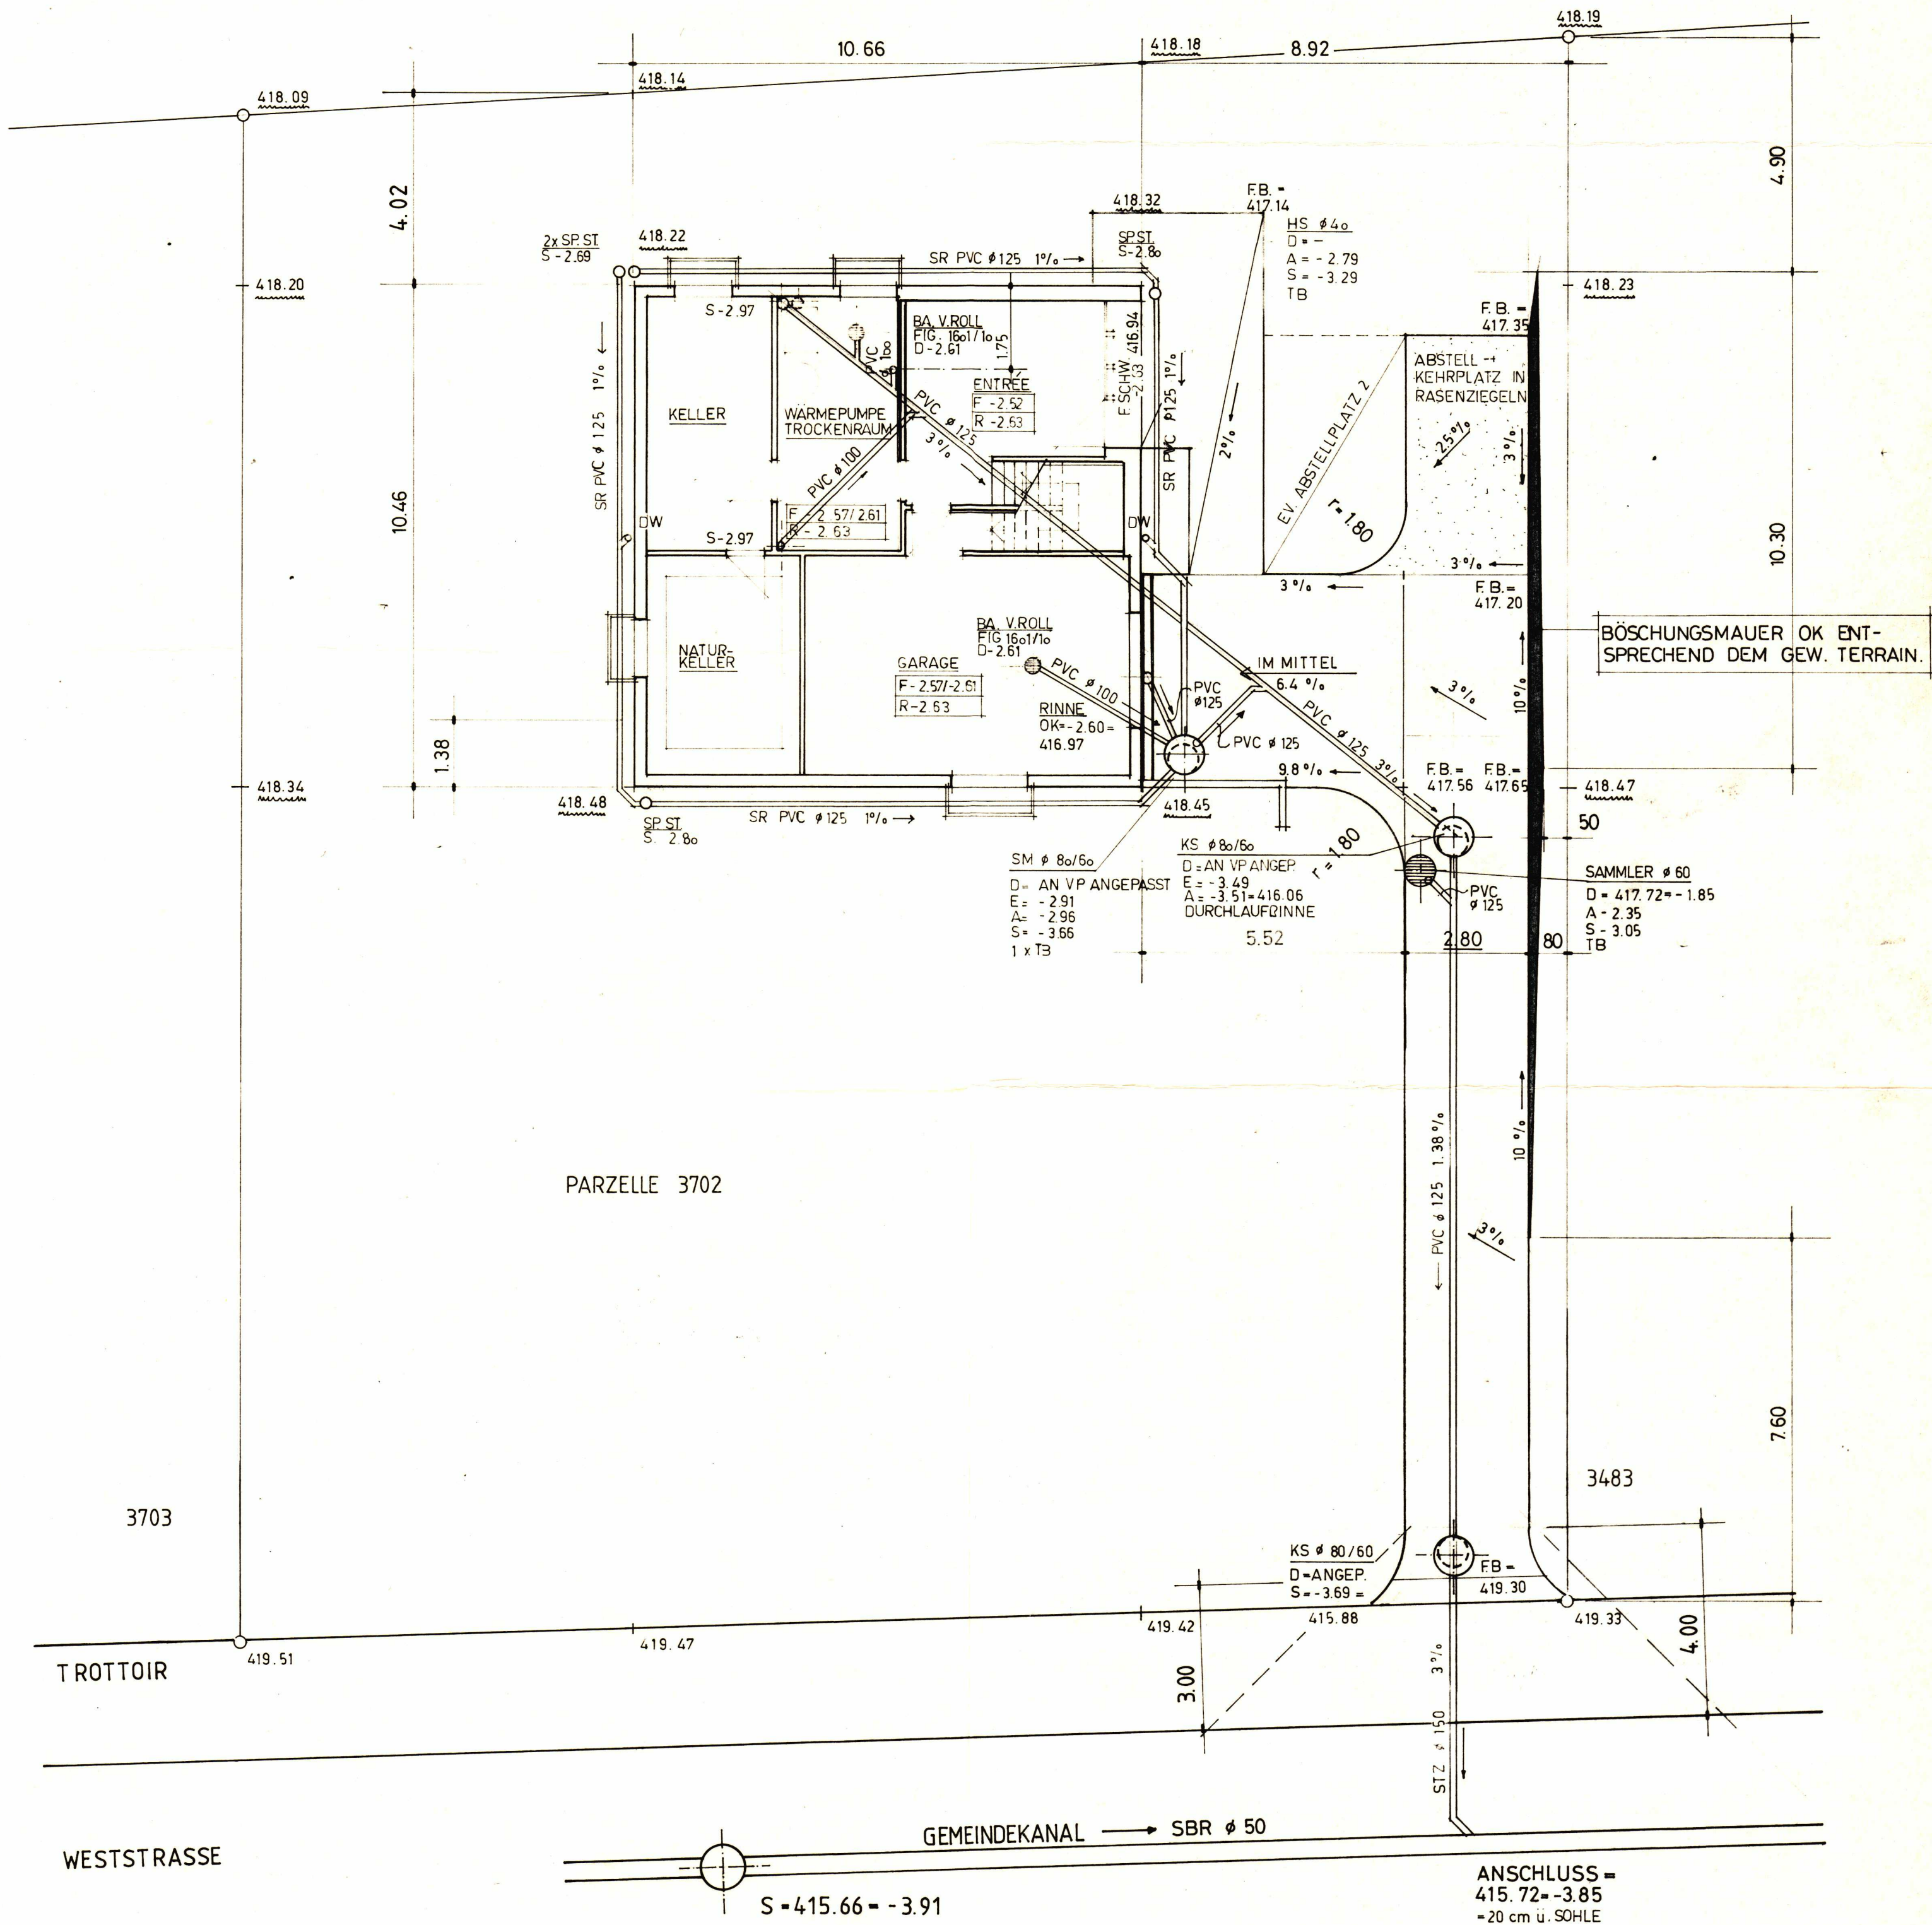 418.19
10.66
418.18
8.92
418.14
418.09
4.02
4.90
418.32
F.B. =
417.14
HS ø 40
D = -
A = - 2.79
S = - 3.29
TB
2x SP. ST.
S - 2.69
418.22
SR PVC ø 125 1% →
SP.ST.
S-2.80
418.20
418.23
S-2.97
BA. V.ROLL
FIG. 1601/10
D-2.61
1.75
E.SCHW.
-2.63 416.94
F.B. =
417.35
ABSTELL -+
KEHRPLATZ IN
RASENZIEGELN
PVC
ø 100
ENTRÉE
F -2.52
R -2.63
KELLER
WÄRMEPUMPE
TROCKENRAUM
PVC ø 125
3%
SR PVC ø 125 1%
SR PVC ø 125 1%
2%
EV. ABSTELLPLATZ 2
2.5%
3%
PVC ø 100
r= 1.80
10.46
10.30
F - 2.57/2.61
R - 2.63
DW
DW
S-2.97
3% ←
3% ←
F.B.=
417.20
BÖSCHUNGSMAUER OK ENT-
SPRECHEND DEM GEW. TERRAIN.
NATUR-
KELLER
BA. V.ROLL
FIG 1601/10
D-2.61
GARAGE
F - 2.57/-2.61
R-2.63
PVC ø 100
IM MITTEL
6.4 %
PVC
ø125
RINNE
OK=-2.60=
416.97
PVC ø 125
PVC ø 125 3%
3%
10%
1.38
9.8% ←
F.B.=
417.56
F.B.=
417.65
418.34
418.47
418.48
SP. ST.
S. 2.80
SR PVC ø 125 1% →
418.45
50
SM ø 80/60
D= AN VP ANGEPASST
E= -2.91
A= -2.96
S= -3.66
1 x TB
KS ø 80/60
D=AN VP ANGEP.
E= -3.49
A= -3.51=416.06
DURCHLAUFRINNE
r = 1.80
PVC
ø 125
SAMMLER ø 60
D = 417.72=-1.85
A - 2.35
S - 3.05
TB
5.52
2.80
80
← PVC ø 125 1.38%
10%
PARZELLE 3702
3%
7.60
3483
3703
KS ø 80/60
D=ANGEP.
S=-3.69 =
415.88
F.B =
419.30
419.33
419.42
419.47
419.51
TROTTOIR
3.00
4.00
STZ ø 150 3%
GEMEINDEKANAL → SBR ø 50
WESTSTRASSE
S = 415.66 = -3.91
ANSCHLUSS =
415.72=-3.85
=20 cm ü. SOHLE